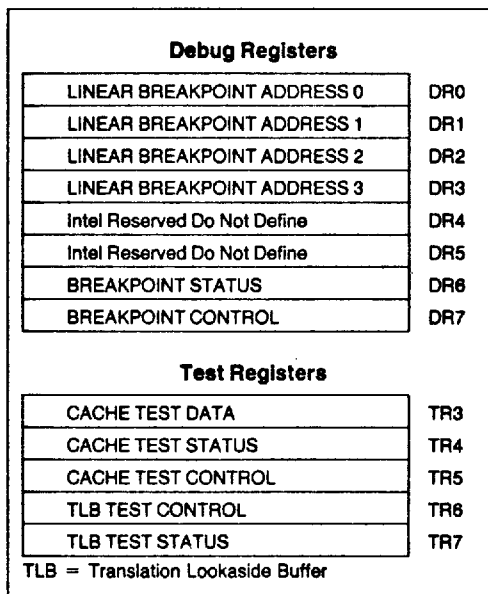 Debug Registers
LINEAR BREAKPOINT ADDRESS 0 DR0
LINEAR BREAKPOINT ADDRESS 1 DR1
LINEAR BREAKPOINT ADDRESS 2 DR2
LINEAR BREAKPOINT ADDRESS 3 DR3
Intel Reserved Do Not Define DR4
Intel Reserved Do Not Define DR5
BREAKPOINT STATUS DR6
BREAKPOINT CONTROL DR7
Test Registers
CACHE TEST DATA TR3
CACHE TEST STATUS TR4
CACHE TEST CONTROL TR5
TLB TEST CONTROL TR6
TLB TEST STATUS TR7
TLB = Translation Lookaside Buffer